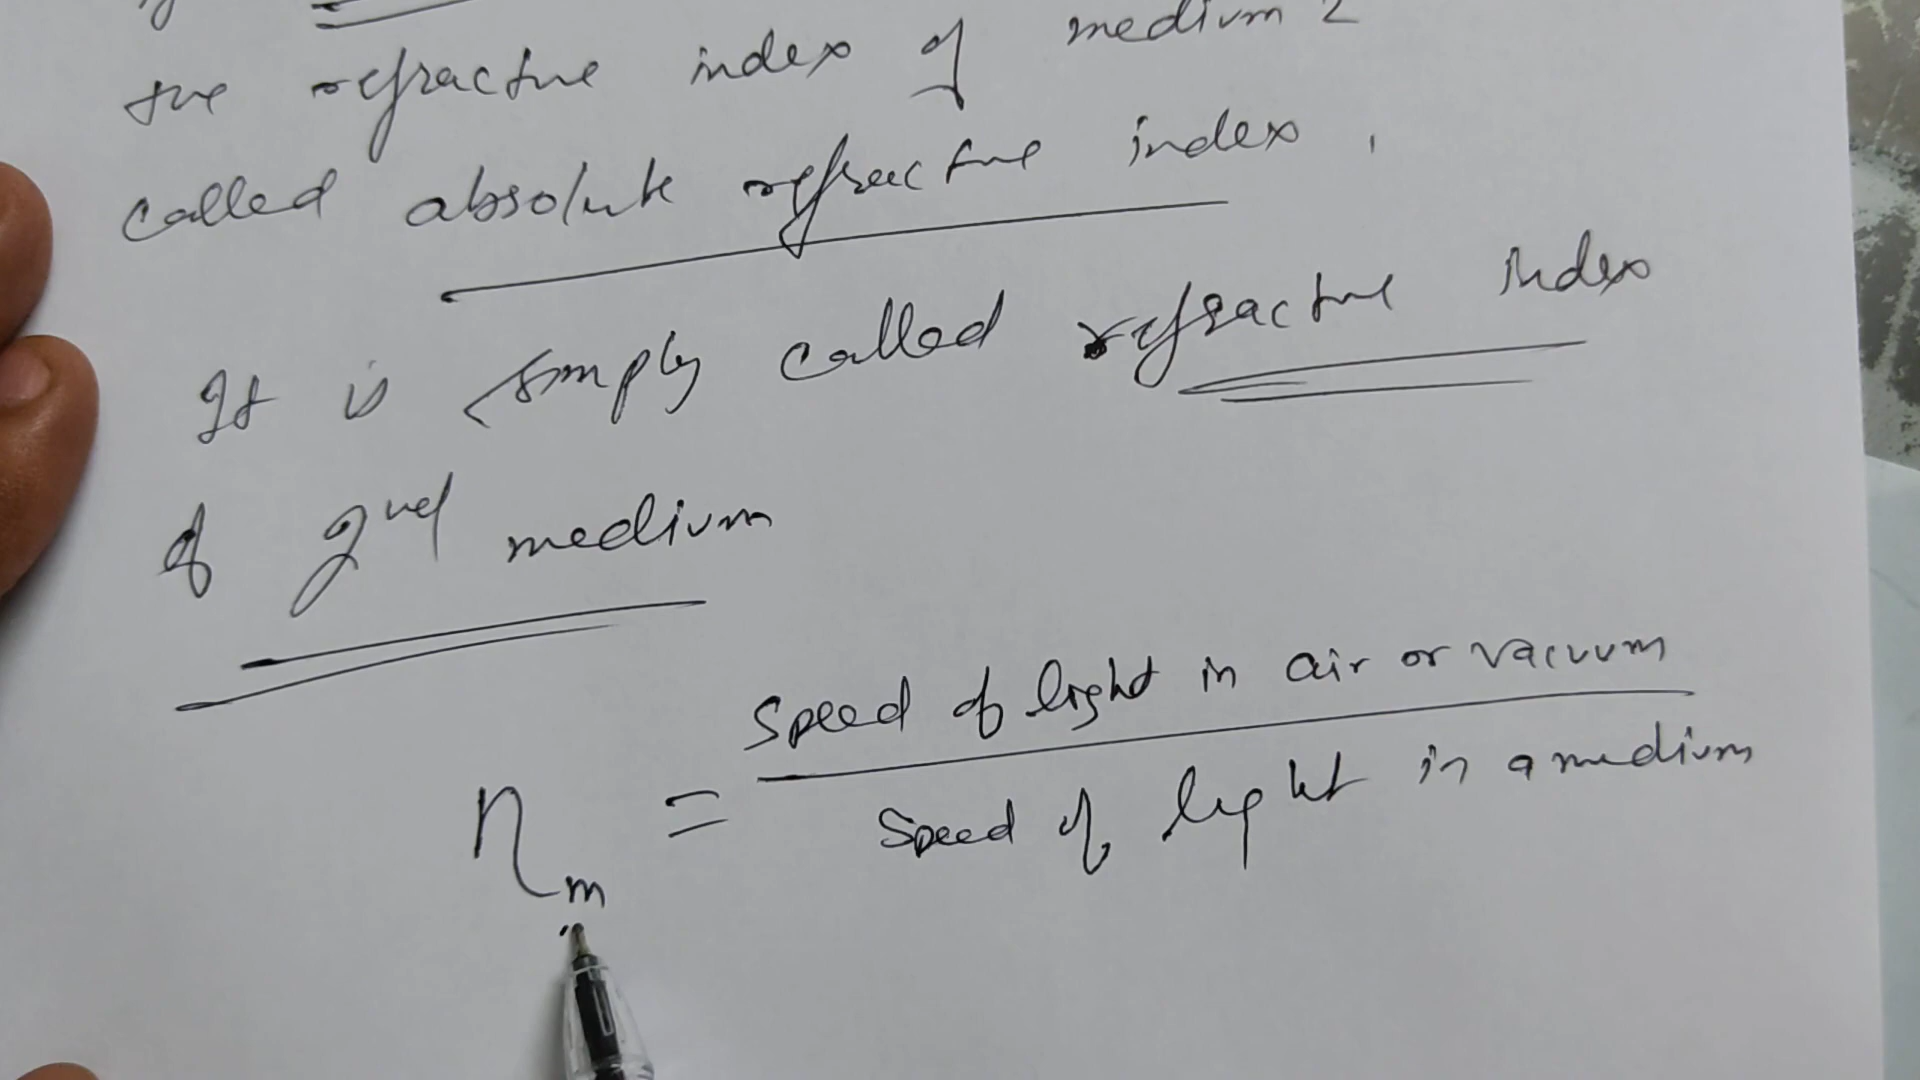 the refractive index of medium 2
called absolute refractive index.
It is simply called refractive index
of 2nd medium
nm = Speed of light in air or vacuum
Speed of light in a medium